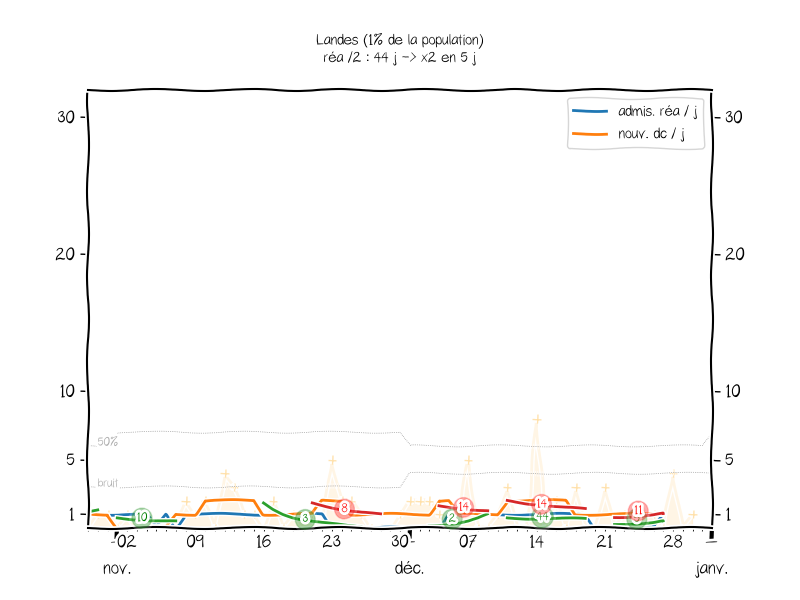 Landes (1% de la population)
réa /2 : 44 j -> x2 en 5 j
admis. réa / j
nouv. dc / j
30 30
20 20
10 10
50%
5 5
bruit
8 14 14 11
1 1
10 3 2 44
02 09 16 23 30 07 14 21 28
nov. déc. janv.